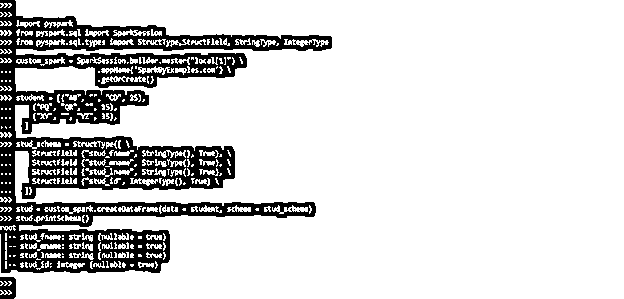 >>>
>>>
>>> import pyspark
>>> from pyspark.sql import SparkSession
>>> from pyspark.sql.types import StructType,StructField, StringType, IntegerType
>>>
>>> custom_spark = SparkSession.builder.master("local[1]") \
... .appName("SparkByExamples.com") \
... .getOrCreate()
>>>
>>> student = [("AB", "", "CD", 25),
... ("PQ", "QR", "", 15),
... ("XY", "", "YZ", 35),
... ]
>>>
>>> stud_schema = StructType([ \
... StructField ("stud_fname", StringType(), True), \
... StructField ("stud_mname", StringType(), True), \
... StructField ("stud_lname", StringType(), True), \
... StructField ("stud_id", IntegerType(), True) \
... ])
>>>
>>> stud = custom_spark.createDataFrame(data = student, schema = stud_schema)
>>> stud.printSchema()
root
|-- stud_fname: string (nullable = true)
|-- stud_mname: string (nullable = true)
|-- stud_lname: string (nullable = true)
|-- stud_id: integer (nullable = true)
>>>
>>>